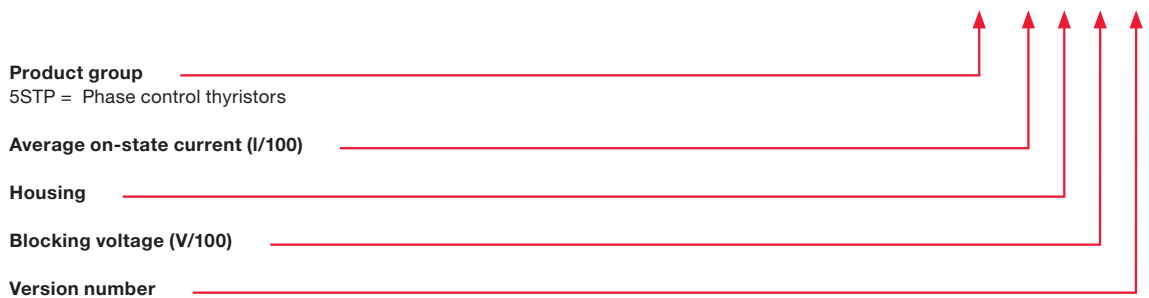 Product group
5STP = Phase control thyristors
Average on-state current (I/100)
Housing
Blocking voltage (V/100)
Version number